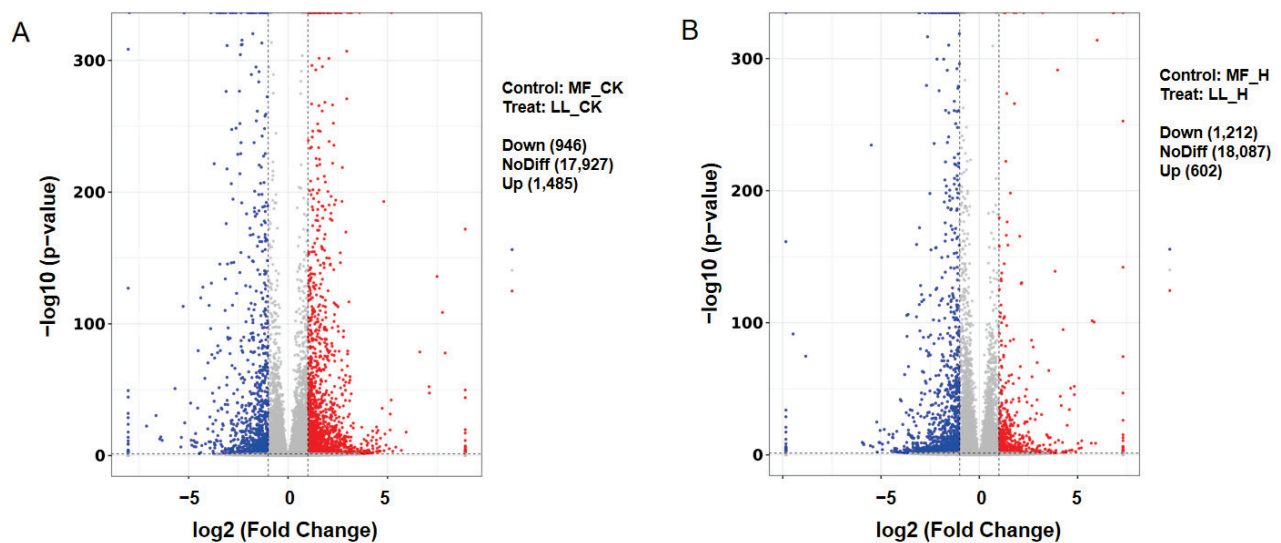 A
−log10 (p-value)
300
200
100
0
−5
0
5
log2 (Fold Change)
Control: MF_CK
Treat: LL_CK
Down (946)
NoDiff (17,927)
Up (1,485)
B
−log10 (p-value)
300
200
100
0
−5
0
5
log2 (Fold Change)
Control: MF_H
Treat: LL_H
Down (1,212)
NoDiff (18,087)
Up (602)